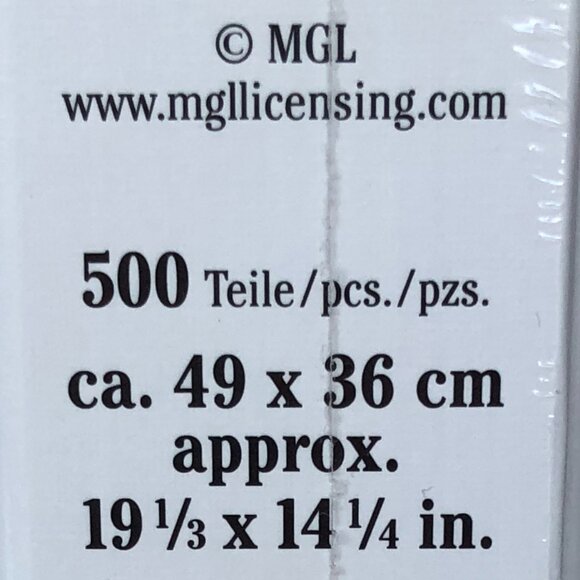 © MGL
www.mgllicensing.com
500 Teile/pcs./pzs.
ca. 49 x 36 cm
approx.
19 ⅓ x 14 ¼ in.